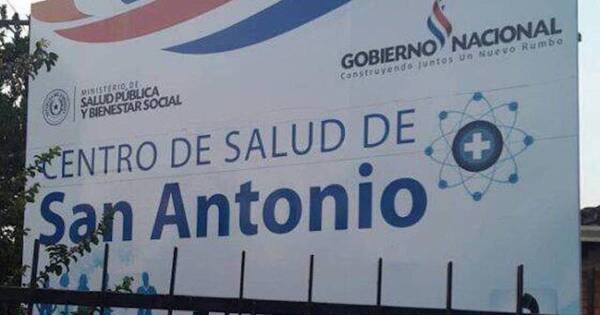 GOBIERNO NACIONAL
Construyendo Juntos Un Nuevo Rumbo
MINISTERIO DE
SALUD PÚBLICA
Y BIENESTAR SOCIAL
CENTRO DE SALUD DE
San Antonio